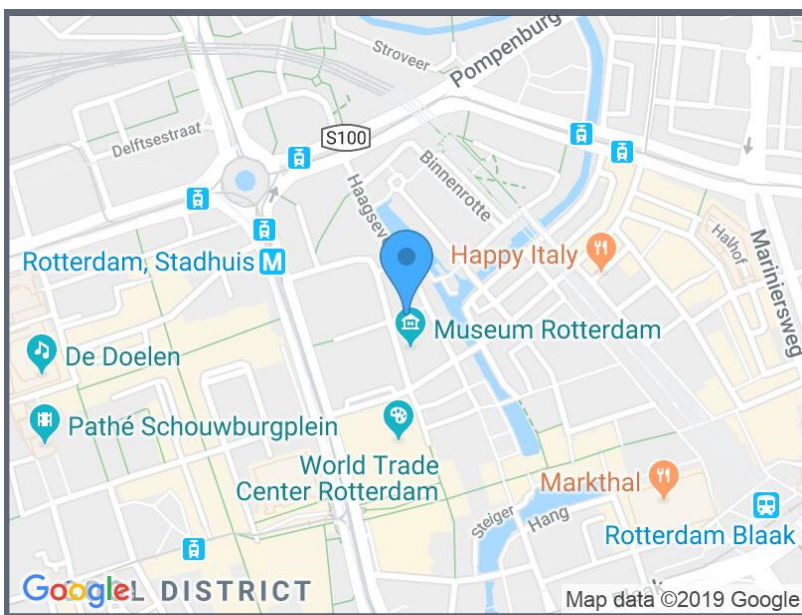 Stroveer
Pompenburg
S100
Delftsestraat
Binnenrotte
Haagseve
Rotterdam, Stadhuis M
Happy Italy
Halhof
Mariniersweg
Museum Rotterdam
De Doelen
Pathé Schouwburgplein
World Trade
Center Rotterdam
Markthal
Steiger
Hang
Rotterdam Blaak
Google
L DISTRICT
Map data ©2019 Google